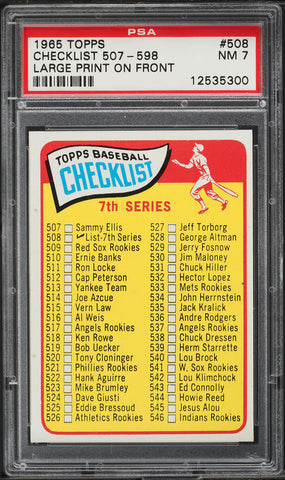 PSA
1965 TOPPS #508
CHECKLIST 507-598 NM 7
LARGE PRINT ON FRONT
12535300
TOPPS BASEBALL
CHECKLIST
7th SERIES
507 Sammy Ellis
508 List-7th Series
509 Red Sox Rookies
510 Ernie Banks
511 Ron Locke
512 Cap Peterson
513 Yankee Team
514 Joe Azcue
515 Vern Law
516 Al Weis
517 Angels Rookies
518 Ken Rowe
519 Bob Uecker
520 Tony Cloninger
521 Phillies Rookies
522 Hank Aguirre
523 Mike Brumley
524 Dave Giusti
525 Eddie Bressoud
526 Athletics Rookies
527 Jeff Torborg
528 George Altman
529 Jerry Fosnow
530 Jim Maloney
531 Chuck Hiller
532 Hector Lopez
533 Mets Rookies
534 John Herrnstein
535 Jack Kralick
536 Andre Rodgers
537 Angels Rookies
538 Chuck Dressen
539 Herm Starrette
540 Lou Brock
541 W. Sox Rookies
542 Lou Klimchock
543 Ed Connolly
544 Howie Reed
545 Jesus Alou
546 Indians Rookies